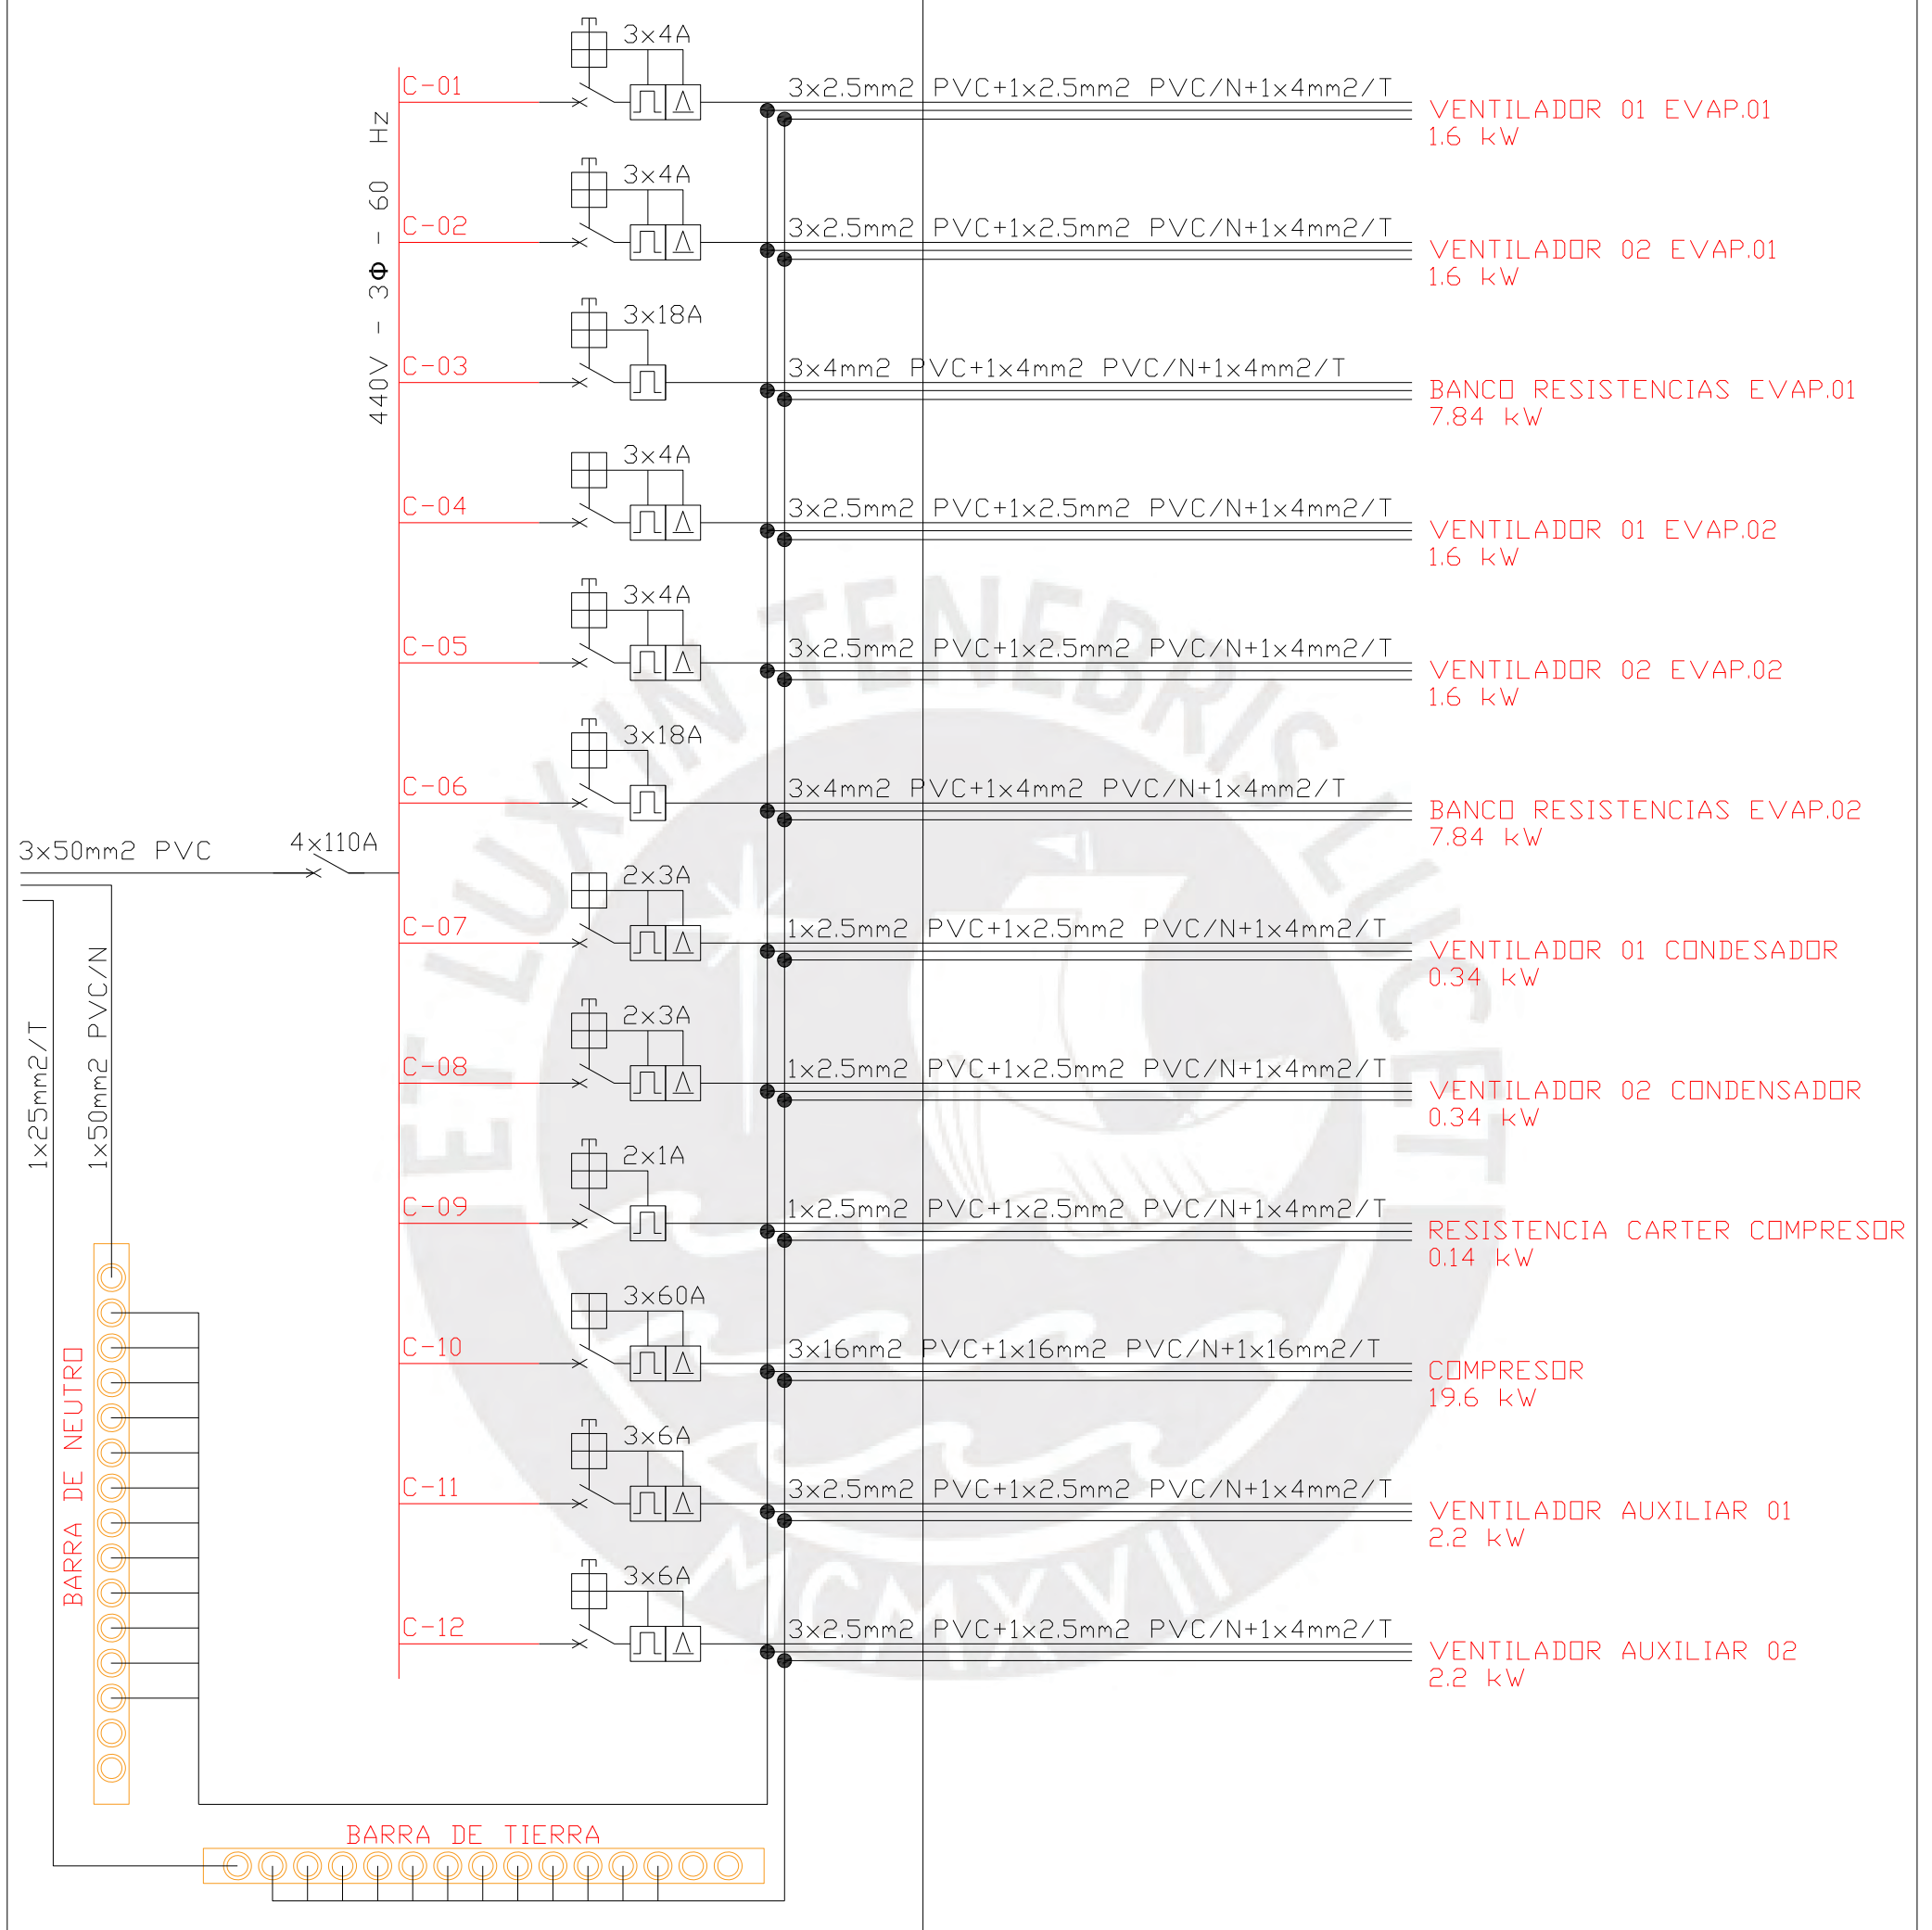 3x4A
C-01
3x2.5mm2 PVC+1x2.5mm2 PVC/N+1x4mm2/T
VENTILADOR 01 EVAP.01
1.6 kW
440V - 3Φ - 60 Hz
3x4A
C-02
3x2.5mm2 PVC+1x2.5mm2 PVC/N+1x4mm2/T
VENTILADOR 02 EVAP.01
1.6 kW
3x18A
C-03
3x4mm2 PVC+1x4mm2 PVC/N+1x4mm2/T
BANCO RESISTENCIAS EVAP.01
7.84 kW
3x4A
C-04
3x2.5mm2 PVC+1x2.5mm2 PVC/N+1x4mm2/T
VENTILADOR 01 EVAP.02
1.6 kW
3x4A
C-05
3x2.5mm2 PVC+1x2.5mm2 PVC/N+1x4mm2/T
VENTILADOR 02 EVAP.02
1.6 kW
3x18A
C-06
3x4mm2 PVC+1x4mm2 PVC/N+1x4mm2/T
BANCO RESISTENCIAS EVAP.02
7.84 kW
3x50mm2 PVC
4x110A
2x3A
C-07
1x2.5mm2 PVC+1x2.5mm2 PVC/N+1x4mm2/T
VENTILADOR 01 CONDESADOR
0.34 kW
1x25mm2/T
1x50mm2 PVC/N
2x3A
C-08
1x2.5mm2 PVC+1x2.5mm2 PVC/N+1x4mm2/T
VENTILADOR 02 CONDENSADOR
0.34 kW
2x1A
C-09
1x2.5mm2 PVC+1x2.5mm2 PVC/N+1x4mm2/T
RESISTENCIA CARTER COMPRESOR
0.14 kW
3x60A
C-10
3x16mm2 PVC+1x16mm2 PVC/N+1x16mm2/T
COMPRESOR
19.6 kW
BARRA DE NEUTRO
3x6A
C-11
3x2.5mm2 PVC+1x2.5mm2 PVC/N+1x4mm2/T
VENTILADOR AUXILIAR 01
2.2 kW
3x6A
C-12
3x2.5mm2 PVC+1x2.5mm2 PVC/N+1x4mm2/T
VENTILADOR AUXILIAR 02
2.2 kW
BARRA DE TIERRA
ET LUX IN TENEBRIS LUCET
MCMXVII